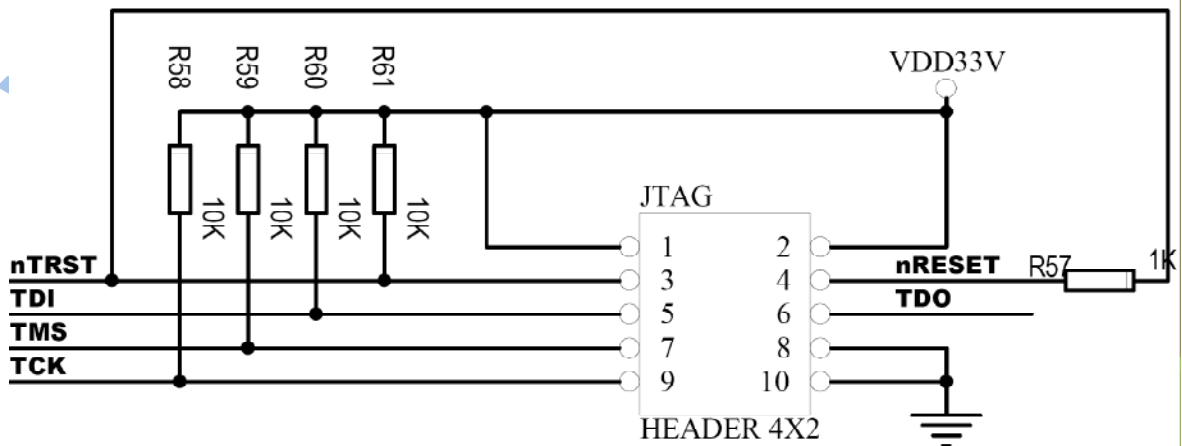 R58
R59
R60
R61
VDD33V
10K
10K
10K
10K
JTAG
1
2
nTRST
3
4
nRESET
R57
1K
TDI
5
6
TDO
TMS
7
8
TCK
9
10
HEADER 4X2